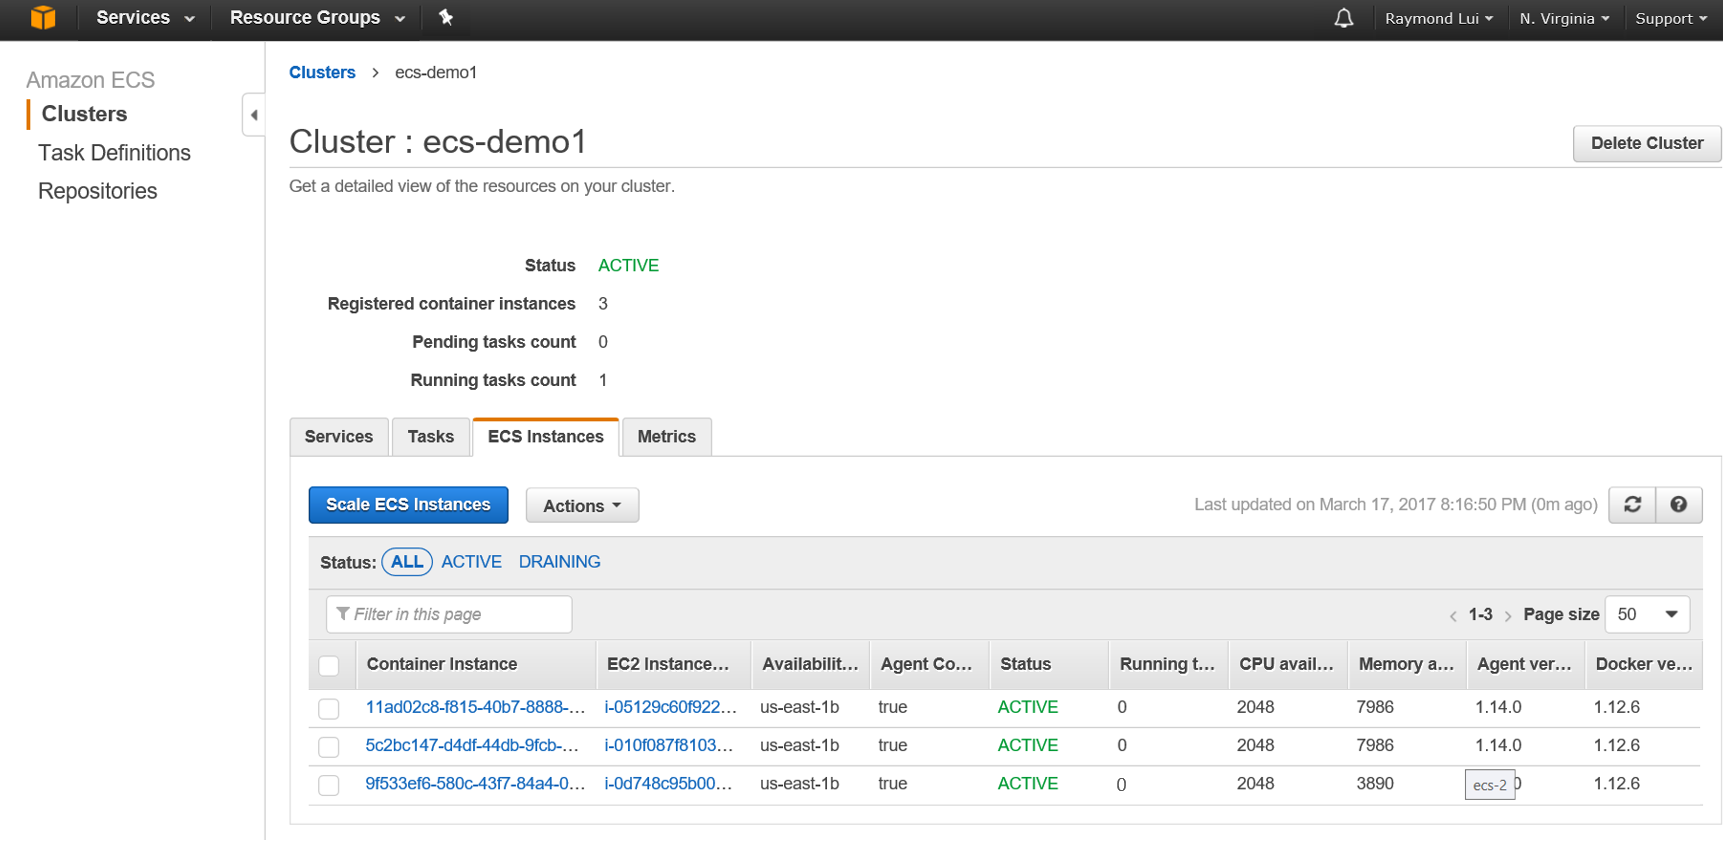 Services Resource Groups Raymond Lui N. Virginia Support
Amazon ECS
Clusters
Task Definitions
Repositories
Clusters > ecs-demo1
Cluster : ecs-demo1 Delete Cluster
Get a detailed view of the resources on your cluster.
Status ACTIVE
Registered container instances 3
Pending tasks count 0
Running tasks count 1
Services Tasks ECS Instances Metrics
Scale ECS Instances Actions Last updated on March 17, 2017 8:16:50 PM (0m ago)
Status: ALL ACTIVE DRAINING
Filter in this page < 1-3 > Page size 50
Container Instance EC2 Instance... Availabilit... Agent Co... Status Running t... CPU avail... Memory a... Agent ver... Docker ve...
11ad02c8-f815-40b7-8888-... i-05129c60f922... us-east-1b true ACTIVE 0 2048 7986 1.14.0 1.12.6
5c2bc147-d4df-44db-9fcb-... i-010f087f8103... us-east-1b true ACTIVE 0 2048 7986 1.14.0 1.12.6
9f533ef6-580c-43f7-84a4-0... i-0d748c95b00... us-east-1b true ACTIVE 0 2048 3890 ecs-2 1.12.6